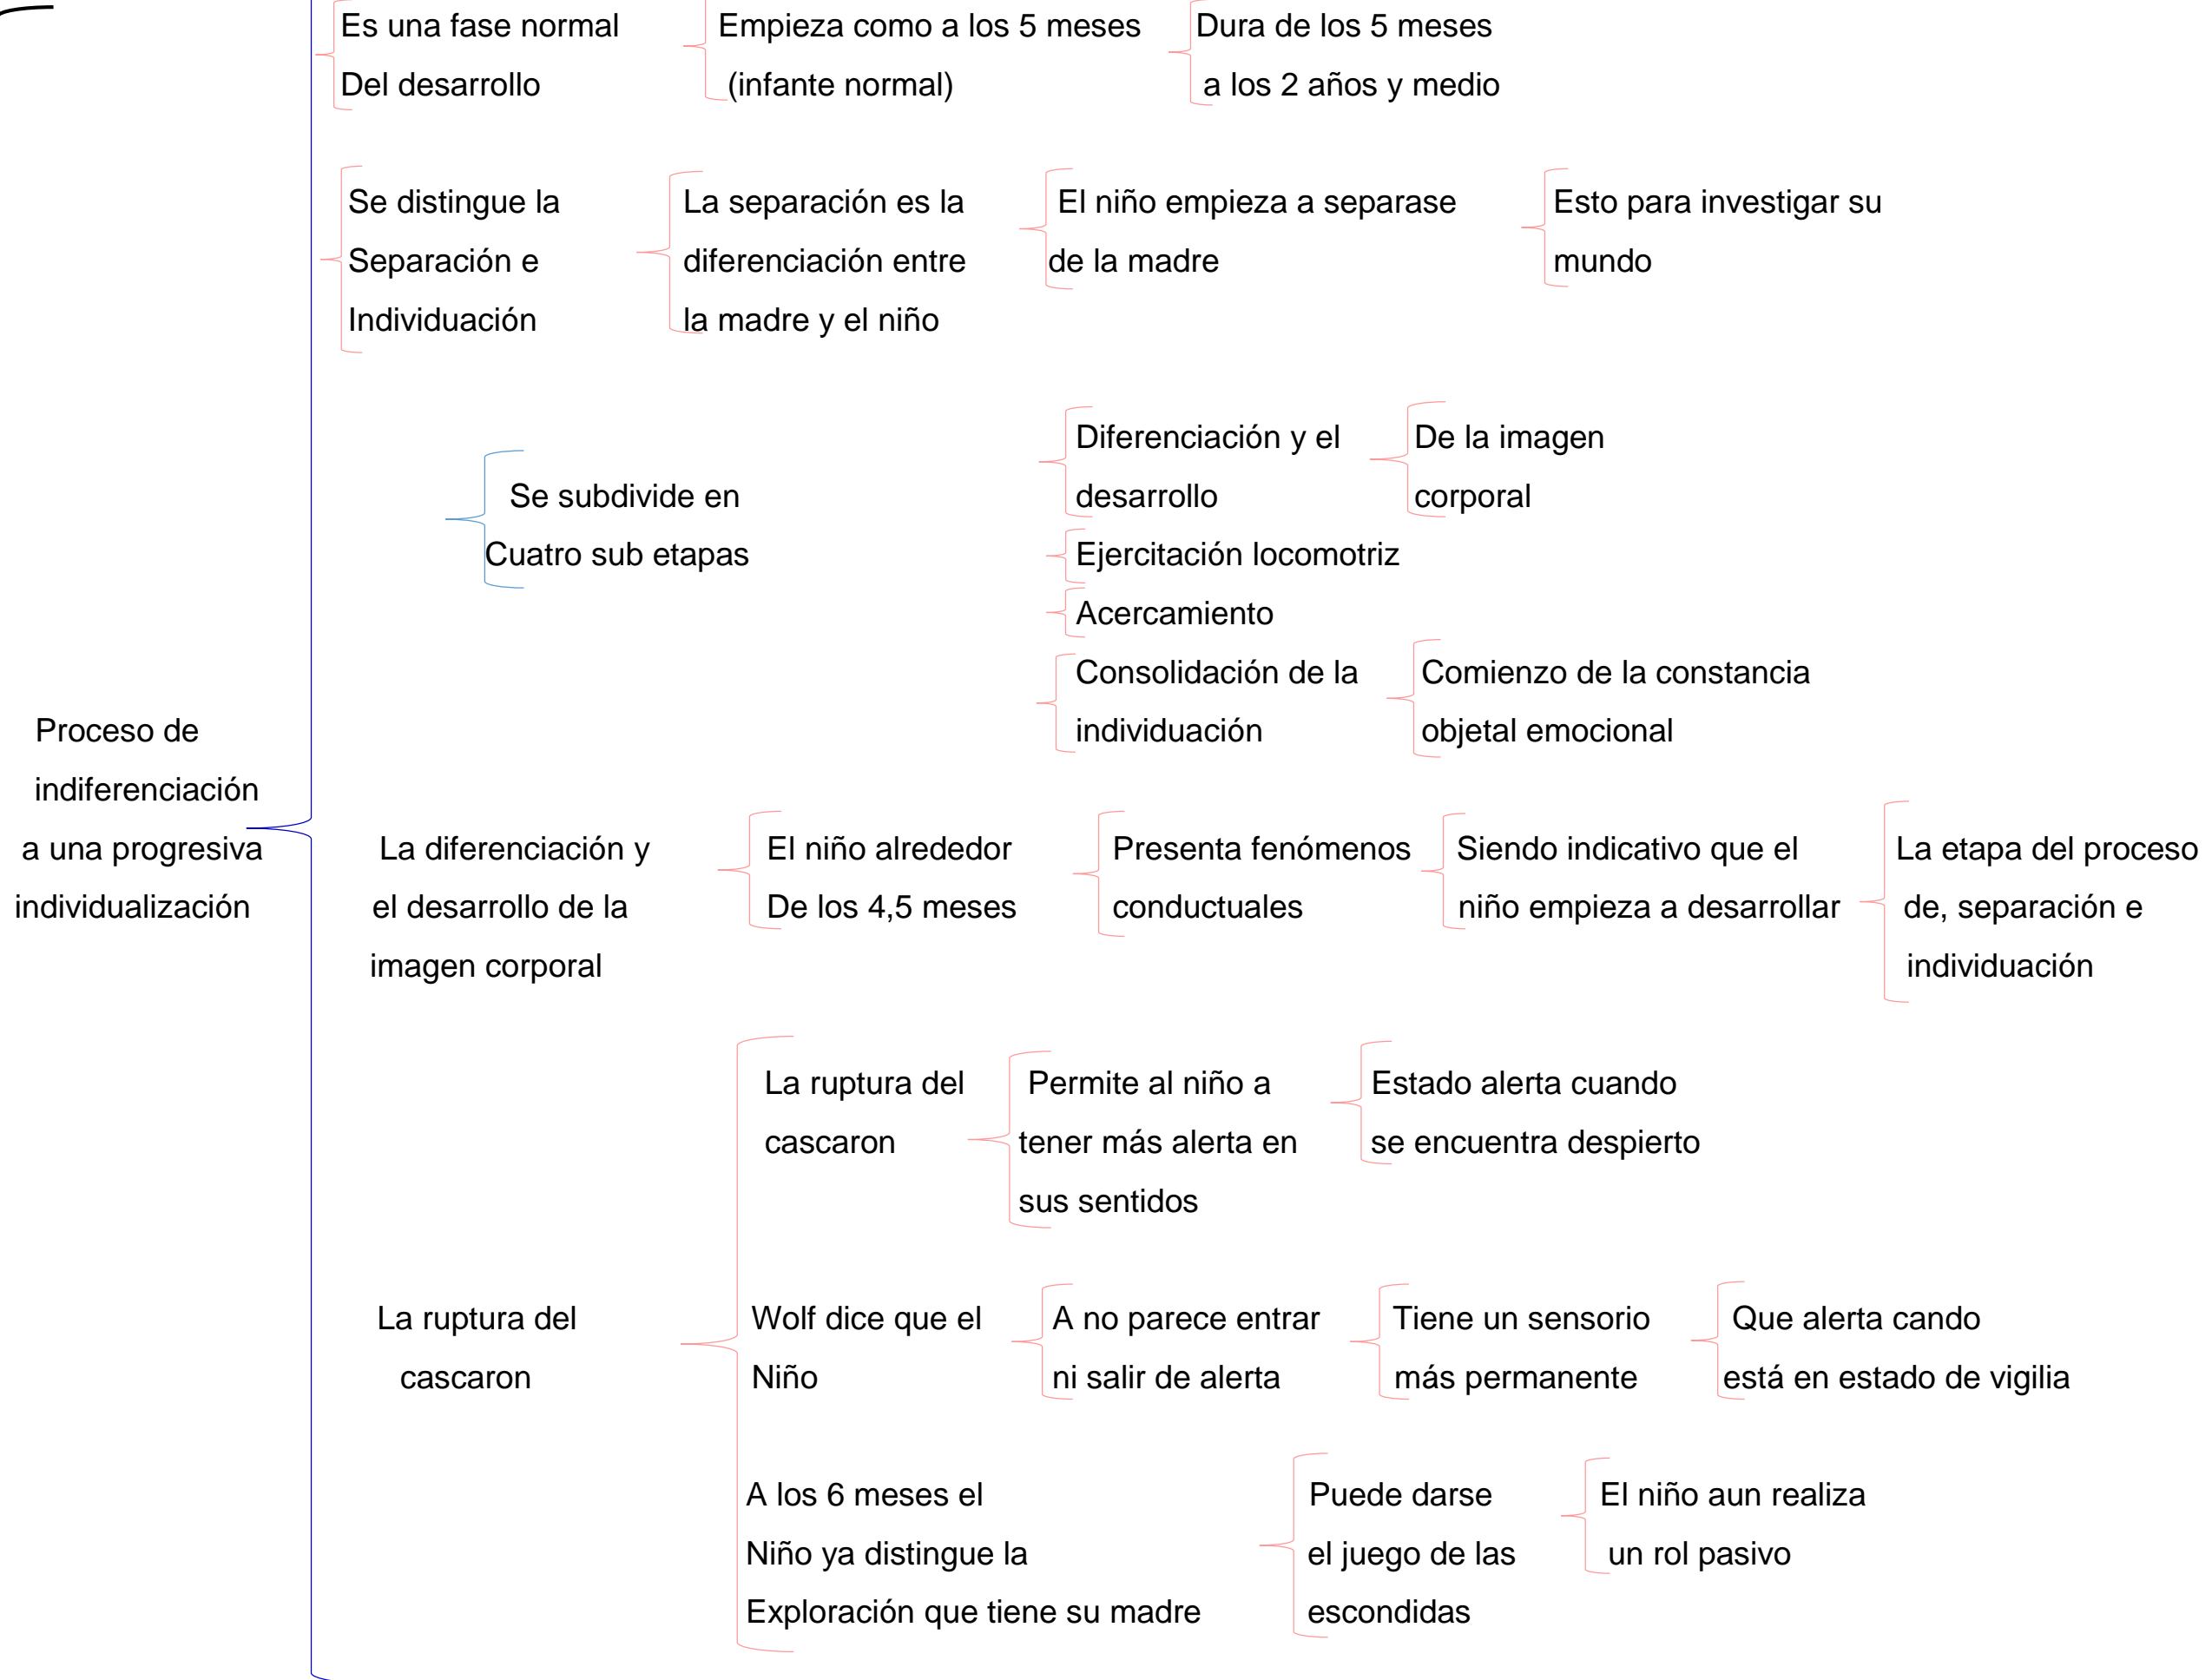 Es una fase normal
Del desarrollo
Empieza como a los 5 meses
(infante normal)
Dura de los 5 meses
a los 2 años y medio
Se distingue la
Separación e
Individuación
La separación es la
diferenciación entre
la madre y el niño
El niño empieza a separase
de la madre
Esto para investigar su
mundo
Se subdivide en
Cuatro sub etapas
Diferenciación y el
desarrollo
De la imagen
corporal
Ejercitación locomotriz
Acercamiento
Consolidación de la
individuación
Comienzo de la constancia
objetal emocional
Proceso de
indiferenciación
a una progresiva
individualización
La diferenciación y
el desarrollo de la
imagen corporal
El niño alrededor
De los 4,5 meses
Presenta fenómenos
conductuales
Siendo indicativo que el
niño empieza a desarrollar
La etapa del proceso
de, separación e
individuación
La ruptura del
cascaron
La ruptura del
cascaron
Permite al niño a
tener más alerta en
sus sentidos
Estado alerta cuando
se encuentra despierto
Wolf dice que el
Niño
A no parece entrar
ni salir de alerta
Tiene un sensorio
más permanente
Que alerta cando
está en estado de vigilia
A los 6 meses el
Niño ya distingue la
Exploración que tiene su madre
Puede darse
el juego de las
escondidas
El niño aun realiza
un rol pasivo